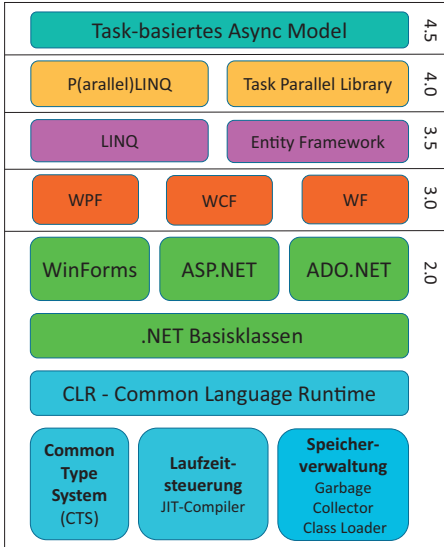 Task-basiertes Async Model
4.5
P(arallel)LINQ
Task Parallel Library
4.0
LINQ
Entity Framework
3.5
WPF
WCF
WF
3.0
WinForms
ASP.NET
ADO.NET
2.0
.NET Basisklassen
CLR - Common Language Runtime
Common
Type
System
(CTS)
Laufzeit-
steuerung
JIT-Compiler
Speicher-
verwaltung
Garbage
Collector
Class Loader